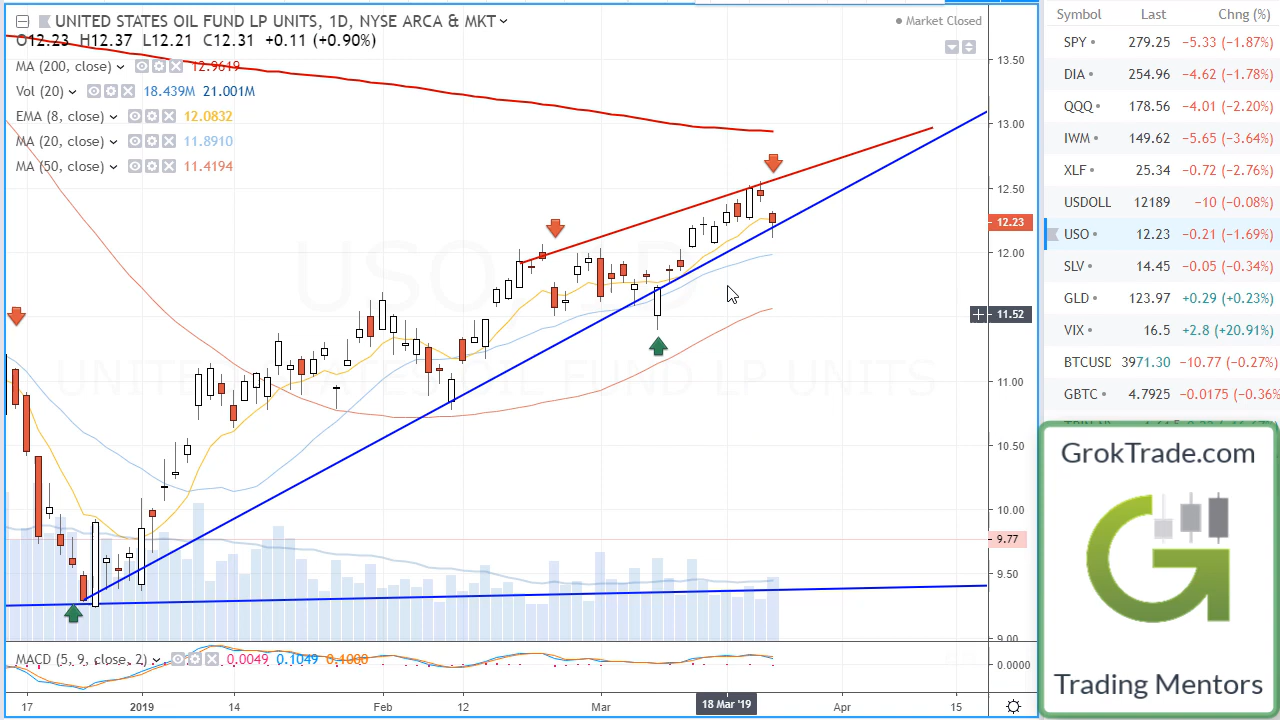 UNITED STATES OIL FUND LP UNITS, 1D, NYSE ARCA & MKT
Market Closed
O12.23 H12.37 L12.21 C12.31 +0.11 (+0.90%)
MA (200, close) 12.9619
Vol (20) 18.439M 21.001M
EMA (8, close) 12.0832
MA (20, close) 11.8910
MA (50, close) 11.4194
USO, 1D
UNITED STATES OIL FUND LP UNITS
13.50
13.00
12.50
12.23
12.00
11.52
11.00
10.50
10.00
9.77
9.50
9.00
MACD (5, 9, close, 2) 0.0049 0.1049 0.1000
0.0000
17 2019 14 Feb 12 Mar 18 Mar '19 Apr 15
Symbol Last Chng (%)
SPY 279.25 −5.33 (−1.87%)
DIA 254.96 −4.62 (−1.78%)
QQQ 178.56 −4.01 (−2.20%)
IWM 149.62 −5.65 (−3.64%)
XLF 25.34 −0.72 (−2.76%)
USDOLL 12189 −10 (−0.08%)
USO 12.23 −0.21 (−1.69%)
SLV 14.45 −0.05 (−0.34%)
GLD 123.97 +0.29 (+0.23%)
VIX 16.5 +2.8 (+20.91%)
BTCUSD 3971.30 −10.77 (−0.27%)
GBTC 4.7925 −0.0175 (−0.36%
GrokTrade.com
Trading Mentors